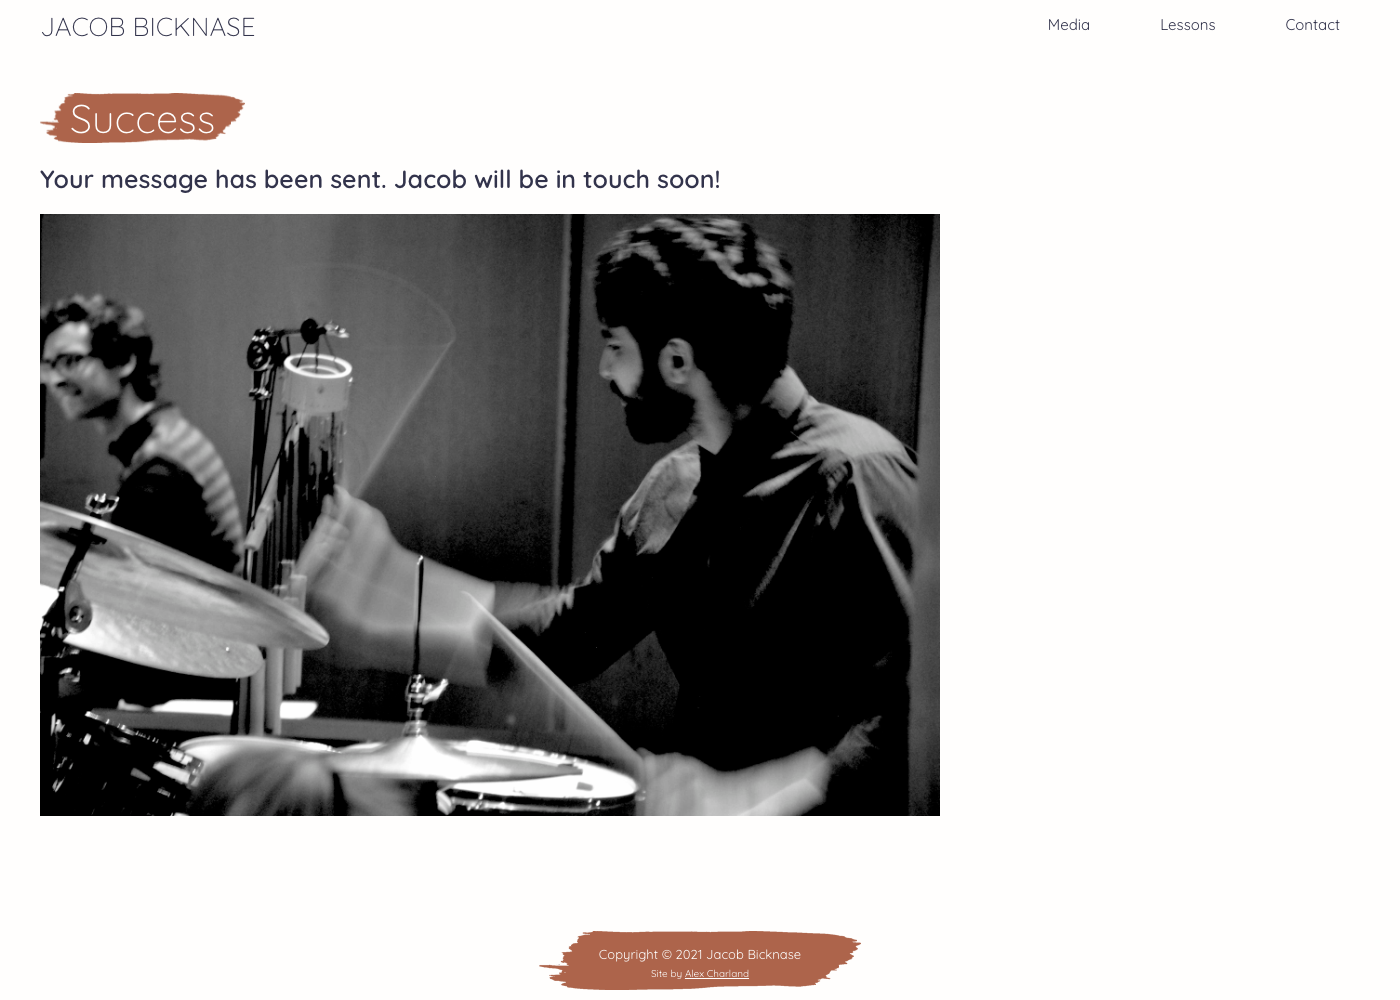 JACOB BICKNASE
Media
Lessons
Contact
Success
Your message has been sent. Jacob will be in touch soon!
Copyright © 2021 Jacob Bicknase
Site by Alex Charland